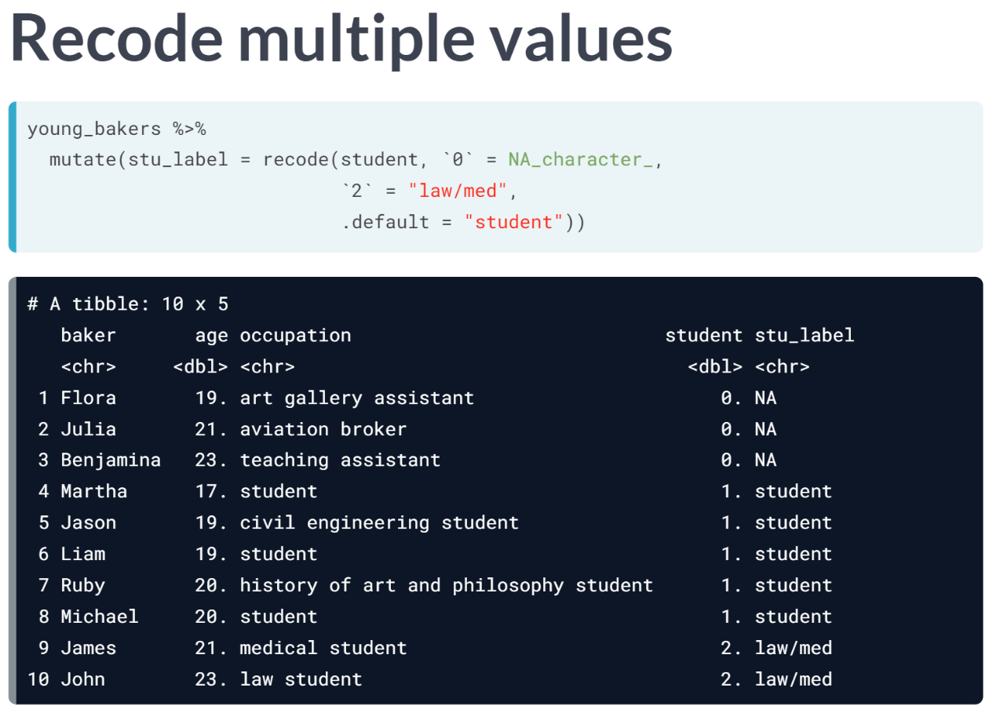 Recode multiple values
young_bakers %>%
  mutate(stu_label = recode(student, `0` = NA_character_,
                            `2` = "law/med",
                            .default = "student"))
# A tibble: 10 x 5
   baker       age occupation                            student stu_label
   <chr>     <dbl> <chr>                                   <dbl> <chr>
 1 Flora       19. art gallery assistant                      0. NA
 2 Julia       21. aviation broker                            0. NA
 3 Benjamina   23. teaching assistant                         0. NA
 4 Martha      17. student                                    1. student
 5 Jason       19. civil engineering student                  1. student
 6 Liam        19. student                                    1. student
 7 Ruby        20. history of art and philosophy student      1. student
 8 Michael     20. student                                    1. student
 9 James       21. medical student                            2. law/med
10 John        23. law student                                2. law/med